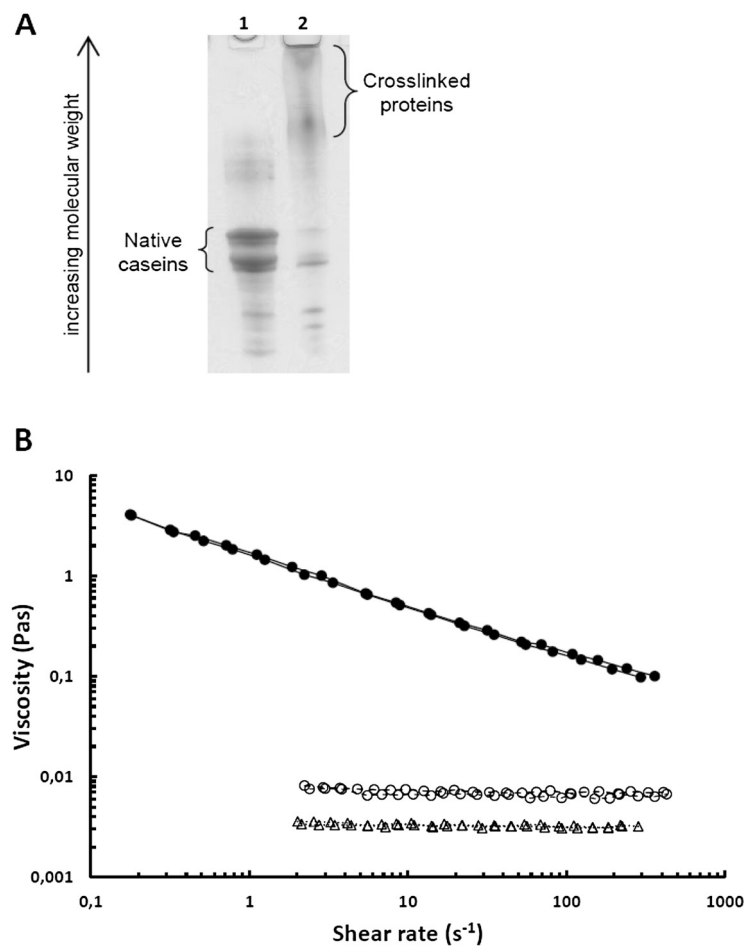 A
1 2
increasing molecular weight
Crosslinked
proteins
Native
caseins
B
Viscosity (Pas)
10
1
0,1
0,01
0,001
0,1 1 10 100 1000
Shear rate (s⁻¹)